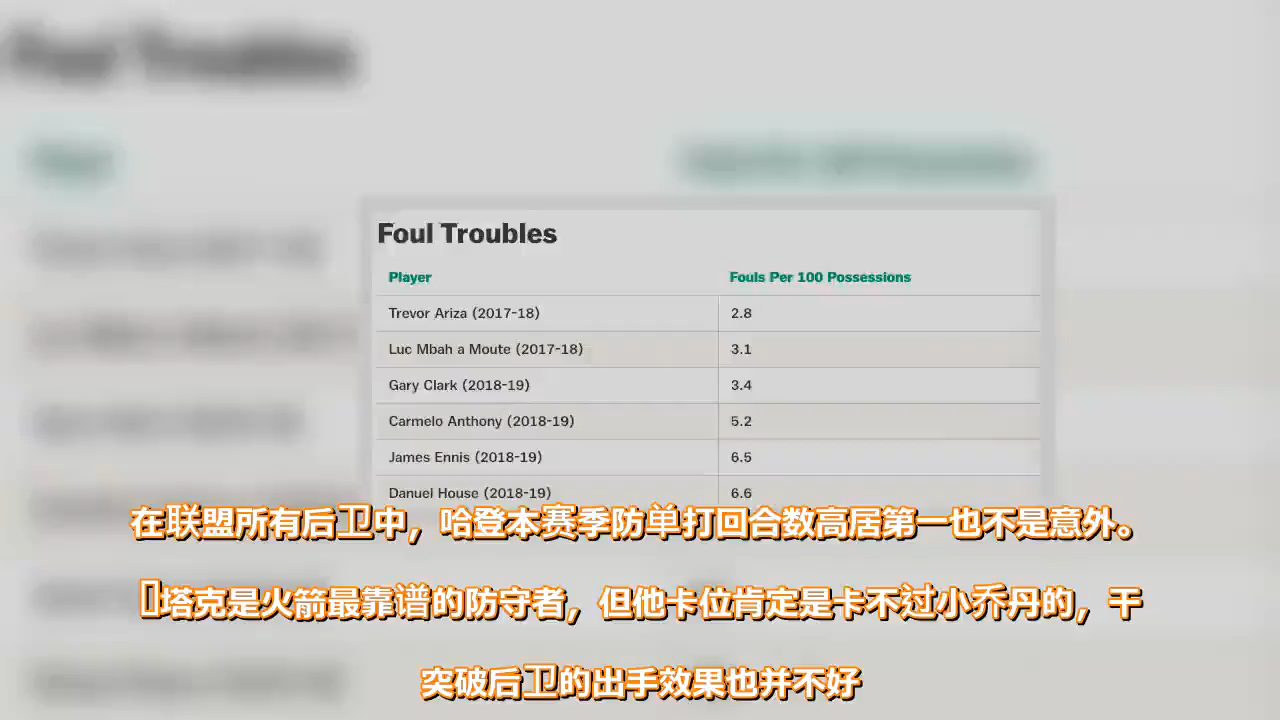 Foul Troubles
Player Fouls Per 100 Possessions
Trevor Ariza (2017-18) 2.8
Luc Mbah a Moute (2017-18) 3.1
Gary Clark (2018-19) 3.4
Carmelo Anthony (2018-19) 5.2
James Ennis (2018-19) 6.5
Danuel House (2018-19) 6.6
在联盟所有后卫中，哈登本赛季防单打回合数高居第一也不是意外。
塔克是火箭最靠谱的防守者，但他卡位肯定是卡不过小乔丹的，干
突破后卫的出手效果也并不好